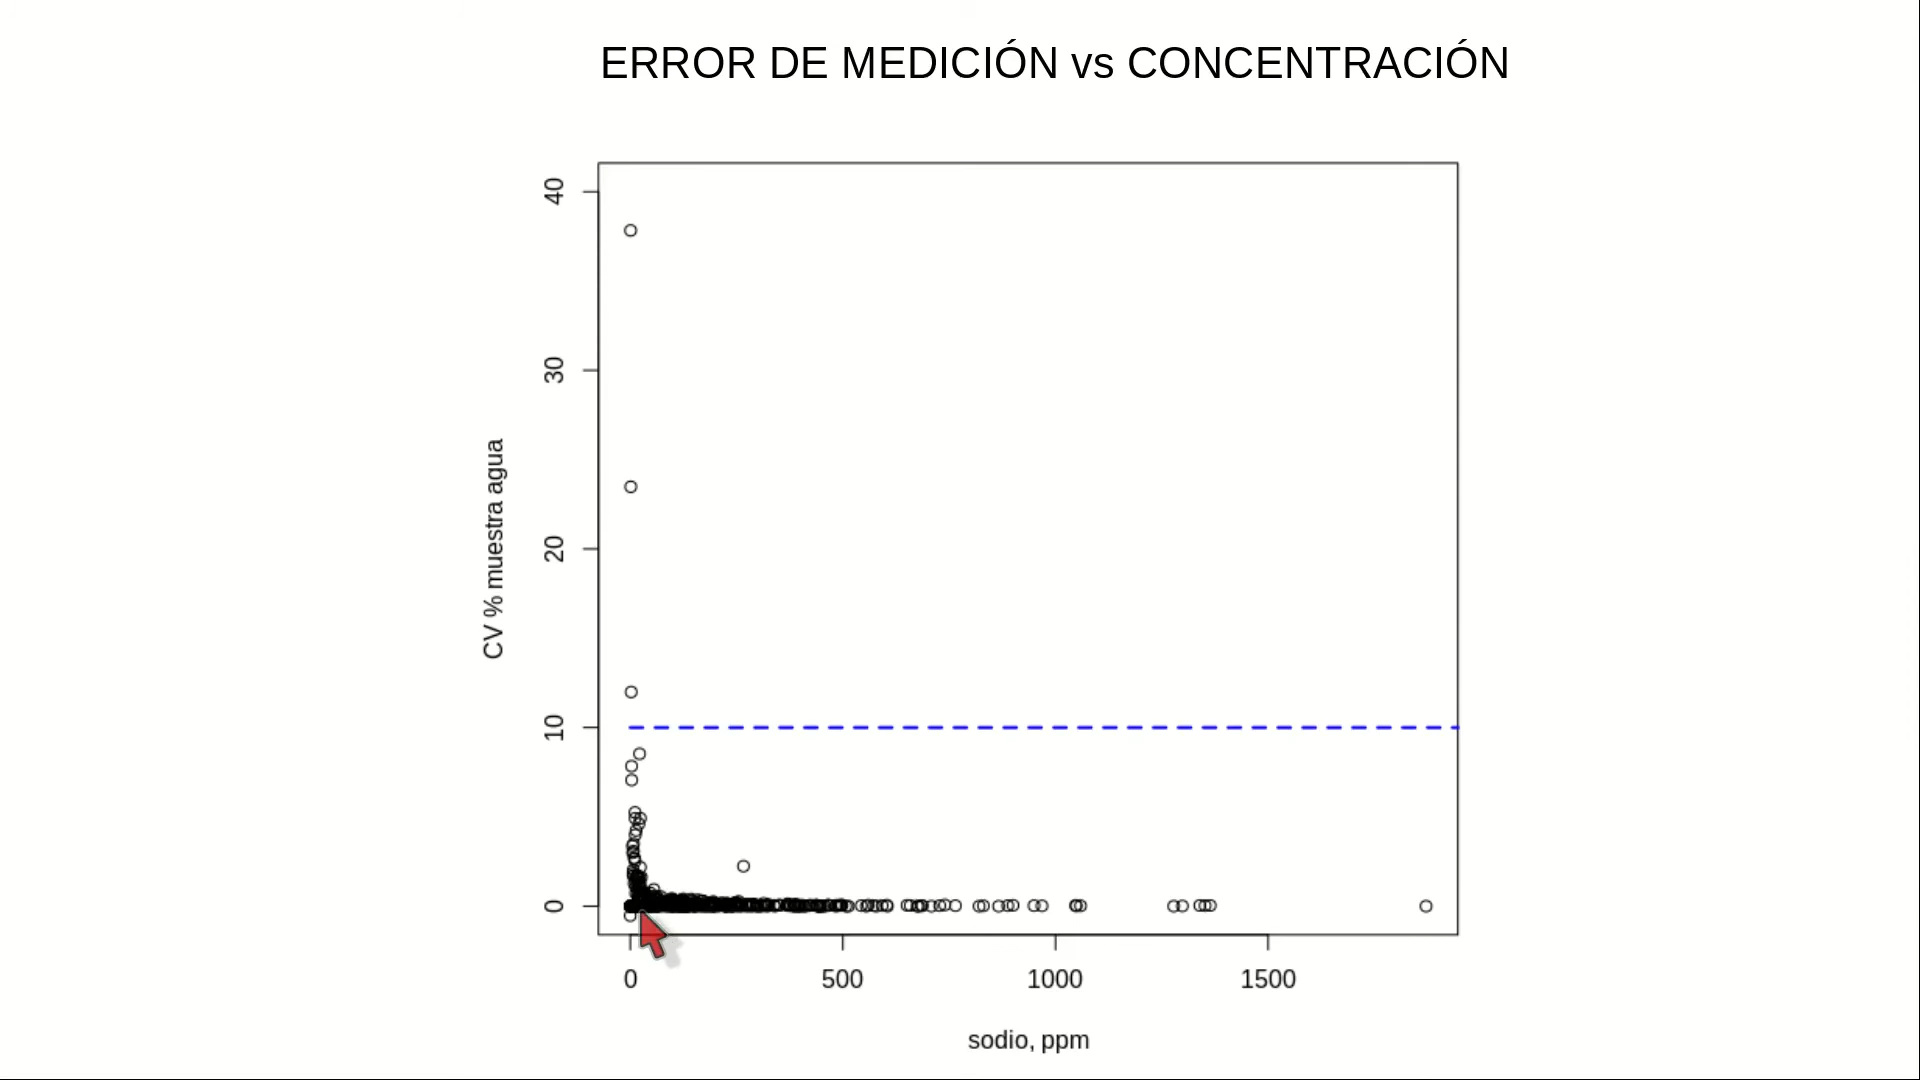 ERROR DE MEDICIÓN vs CONCENTRACIÓN
40
30
20
10
0
CV % muestra agua
0 500 1000 1500
sodio, ppm